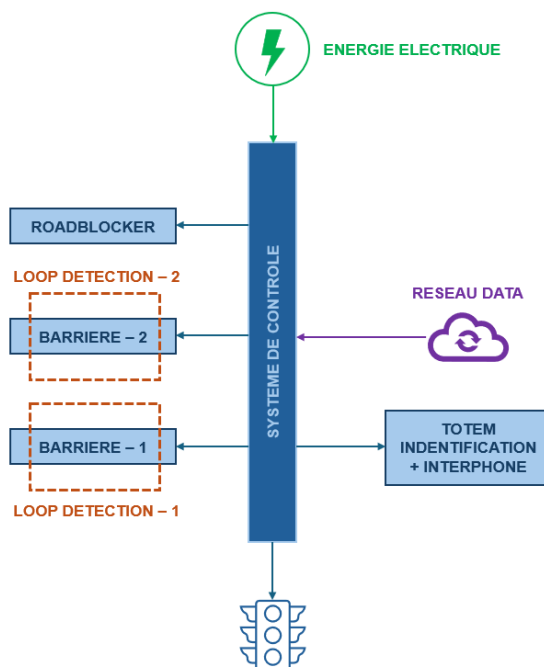 ENERGIE ELECTRIQUE
ROADBLOCKER
LOOP DETECTION – 2
BARRIERE – 2
SYSTEME DE CONTROLE
RESEAU DATA
BARRIERE – 1
LOOP DETECTION – 1
TOTEM
INDENTIFICATION
+ INTERPHONE